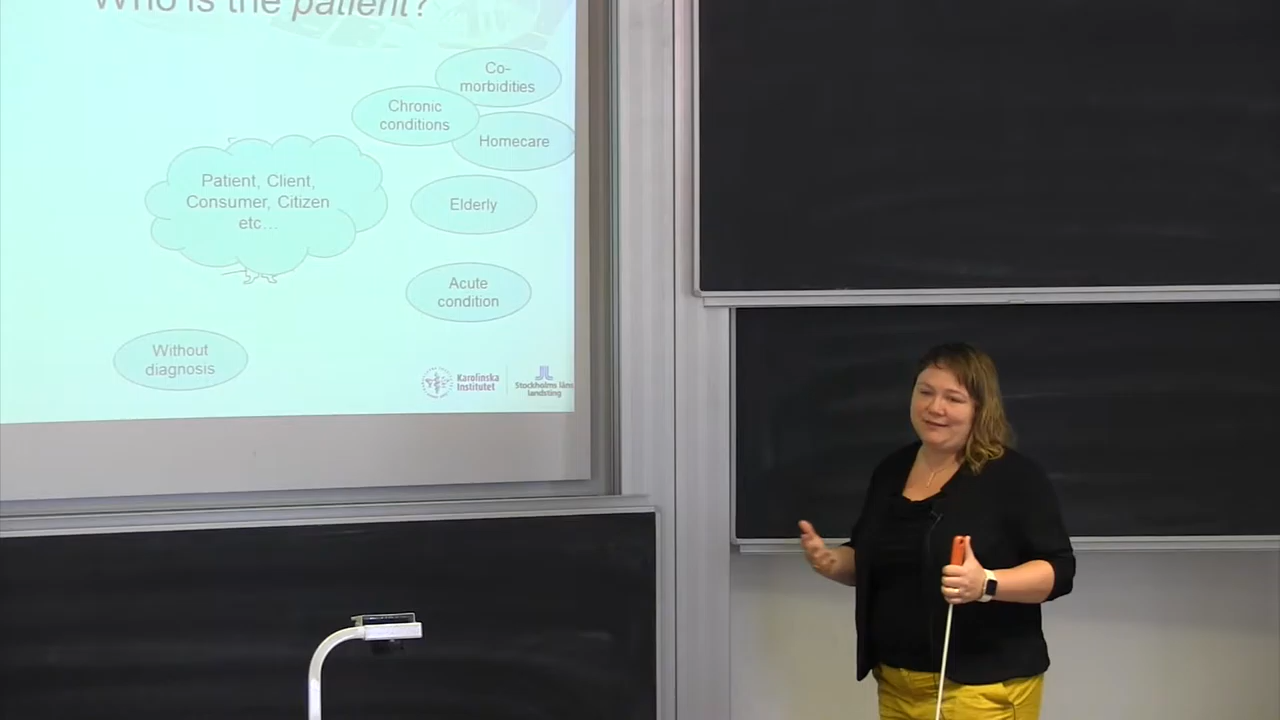 Who is the patient?
Co-
morbidities
Chronic
conditions
Homecare
Patient, Client,
Consumer, Citizen
etc...
Elderly
Acute
condition
Without
diagnosis
Karolinska
Institutet
Stockholms läns
landsting